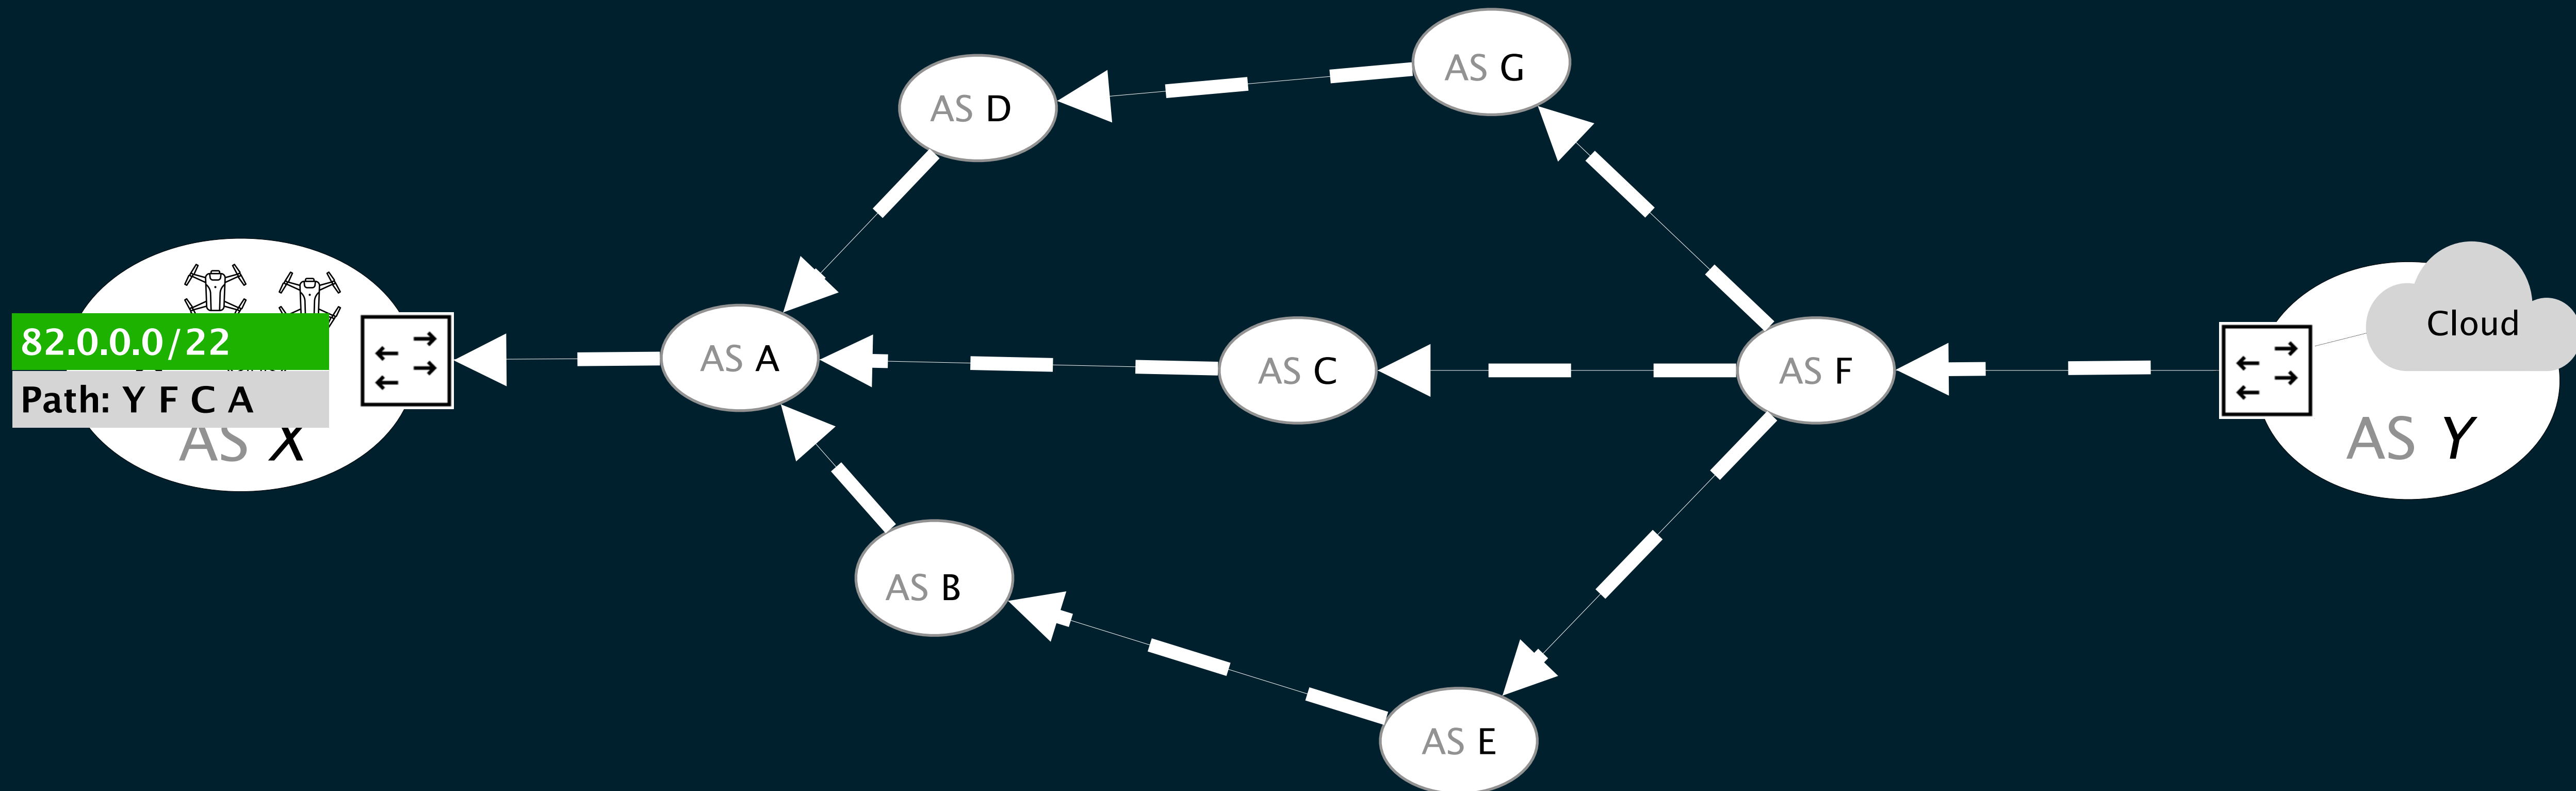 AS G
AS D
82.0.0.0/22
Path: Y F C A
AS X
AS A
AS C
AS F
Cloud
AS Y
AS B
AS E